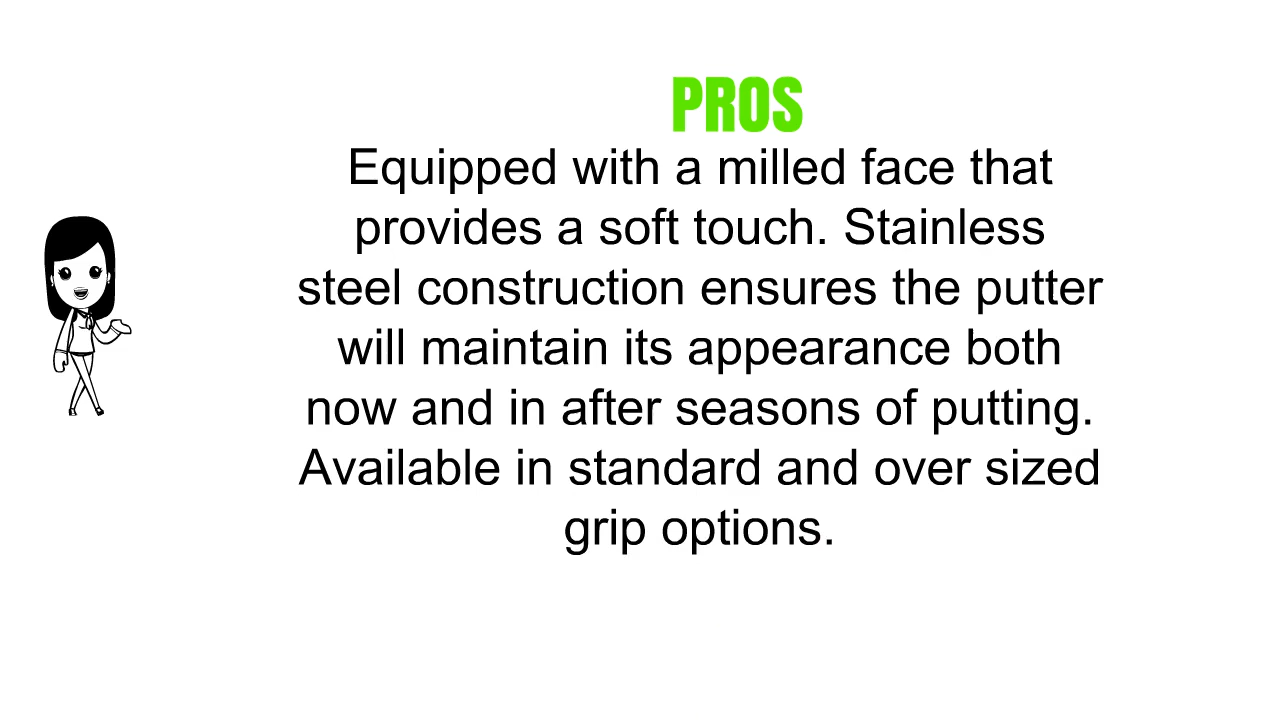 PROS
Equipped with a milled face that
provides a soft touch. Stainless
steel construction ensures the putter
will maintain its appearance both
now and in after seasons of putting.
Available in standard and over sized
grip options.